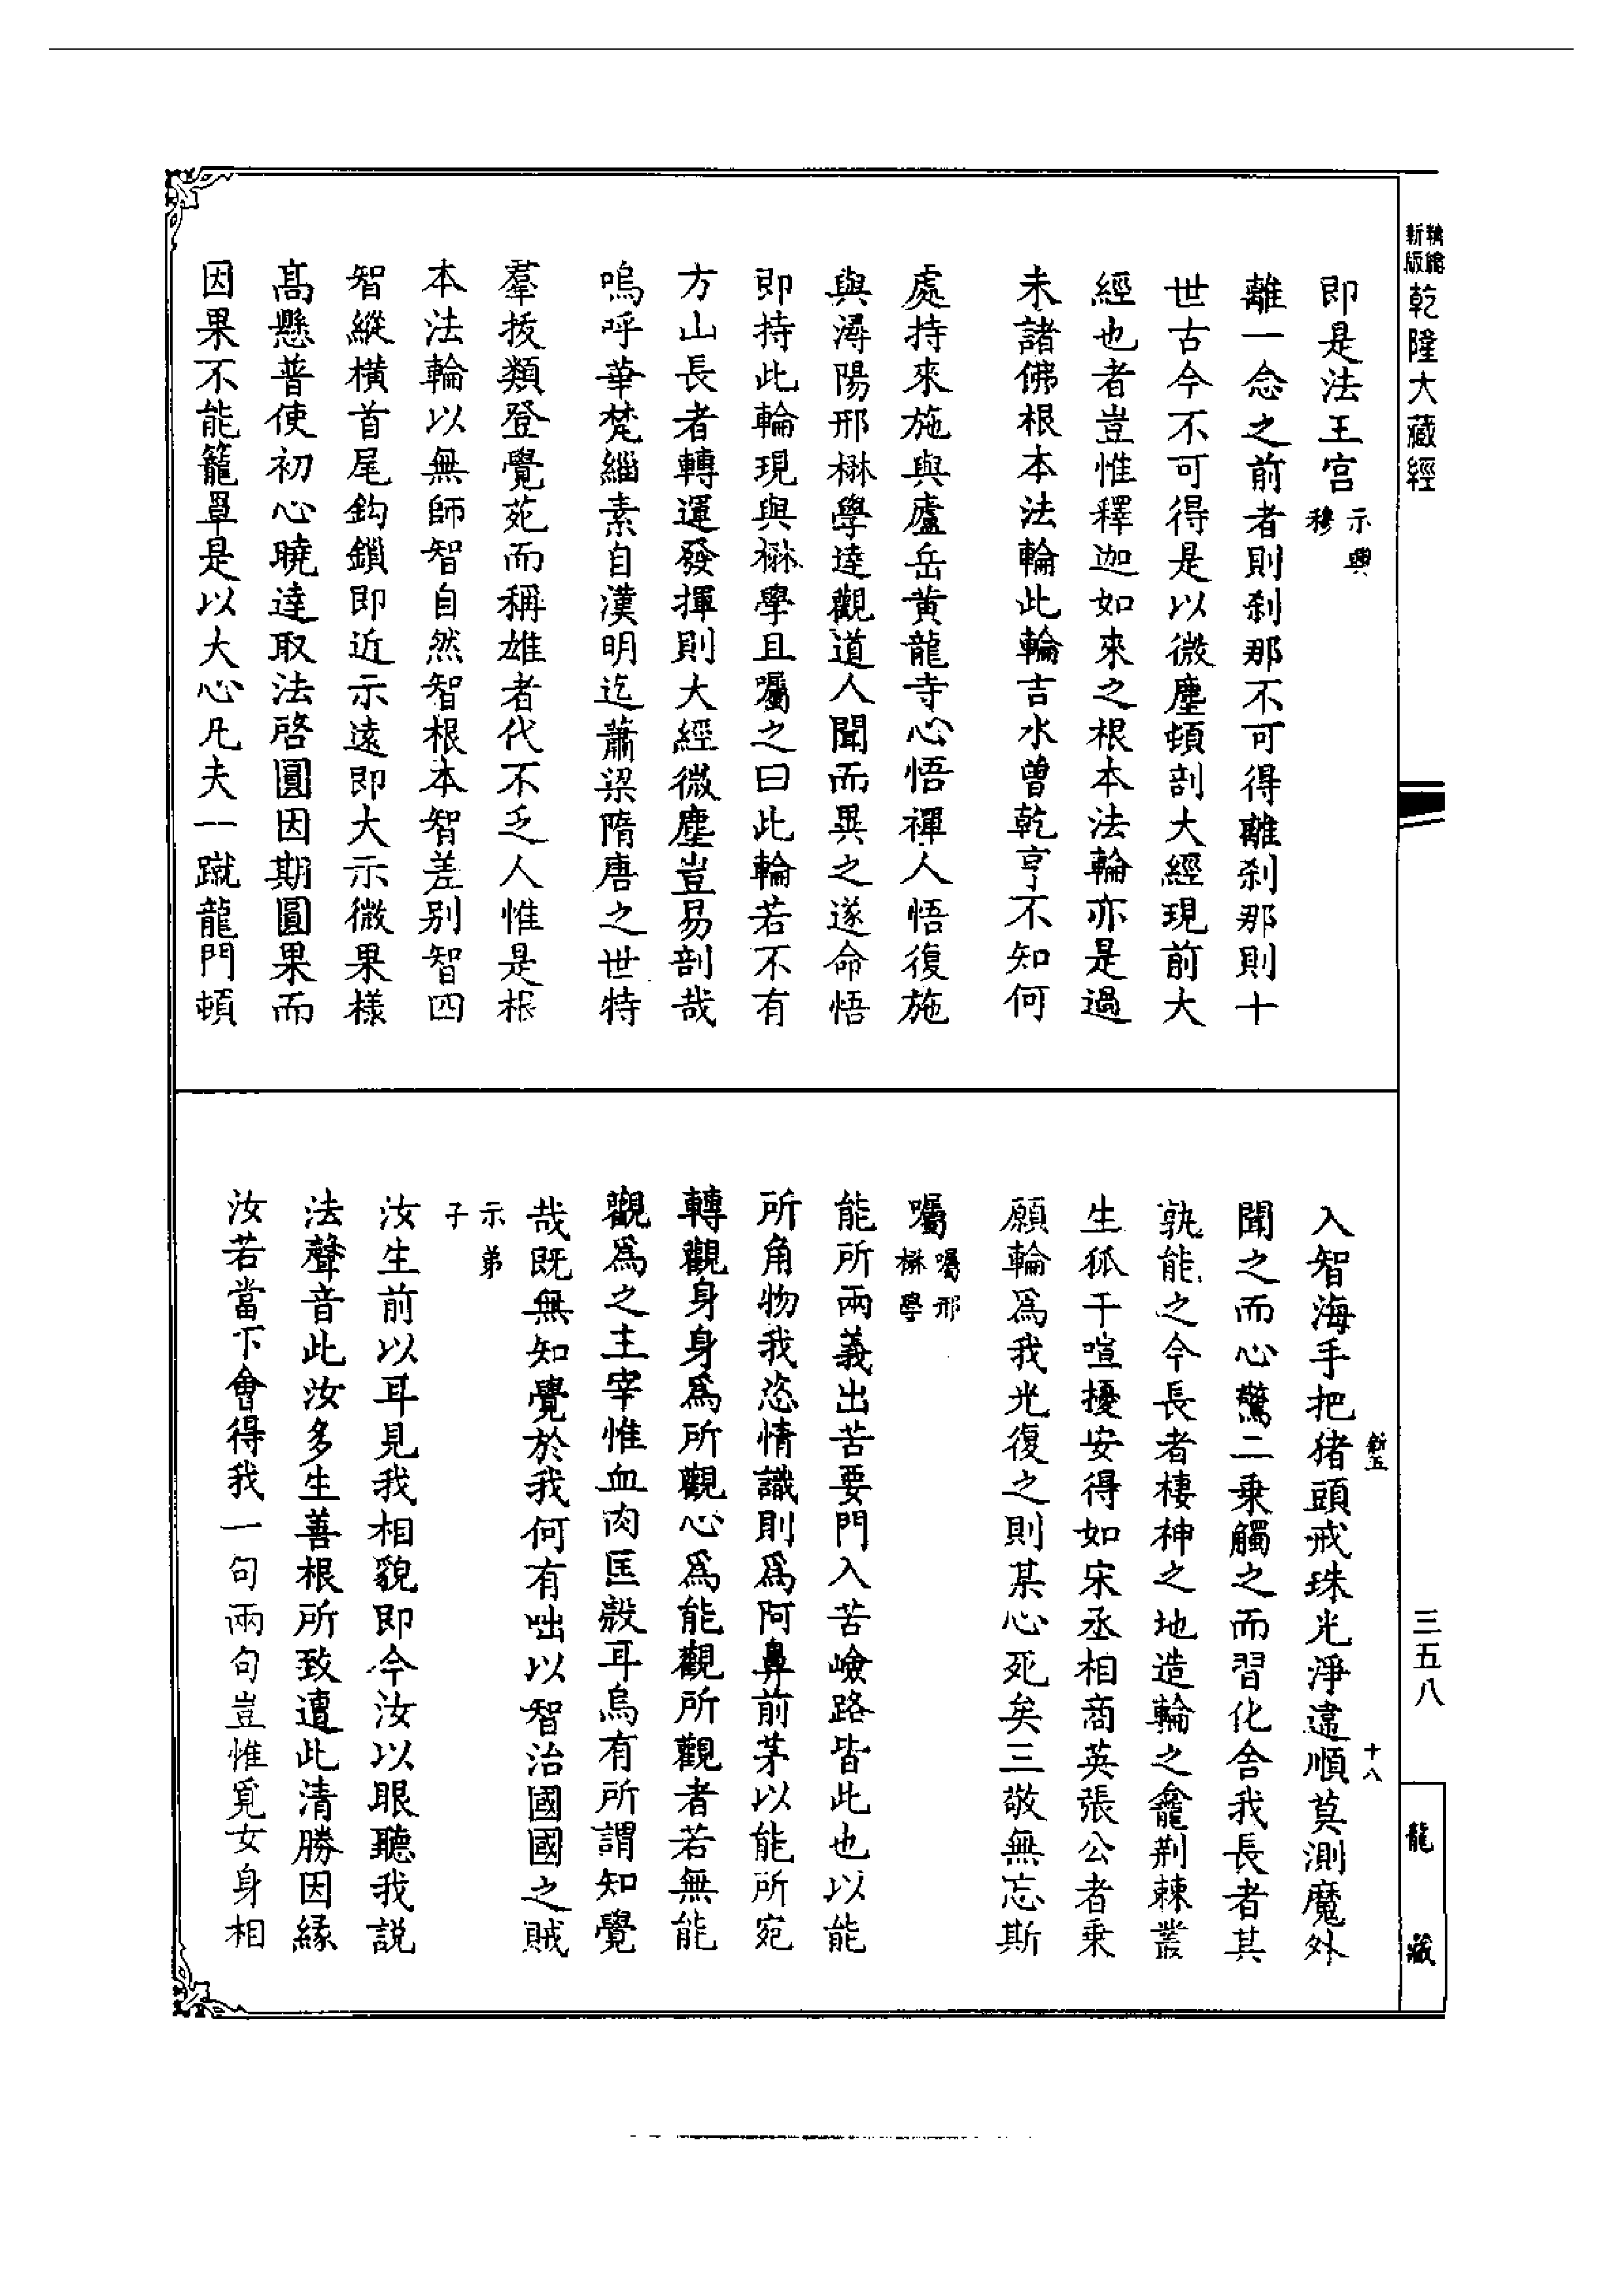 新版 乾隆大藏經
即是法王宫示興穆
離一念之前者則刹那不可得離刹那則十
世古今不可得是以微塵頓剖大經現前大
經也者豈惟釋迦如來之根本法輪亦是過
未諸佛根本法輪此輪吉水曾乾亨不知何
處持來施與廬岳黄龍寺心悟禪人悟復施
與潯陽邢懋學達觀道人聞而異之遂命悟
即持此輪現與懋學且囑之曰此輪若不有
方山長者轉運發揮則大經微塵豈易剖哉
嗚呼華梵緇素自漢明迄蕭梁隋唐之世特
羣拔類登覺苑而稱雄者代不乏人惟是根
本法輪以無師智自然智根本智差别智四
智縱横首尾鈎鎖即近示遠即大示微果樣
高懸普使初心曉達取法啓圓因期圓果而
因果不能籠罩是以大心凡夫一蹴龍門頓
入智海手把猪頭戒珠光淨違順莫測魔外
聞之而心驚二乗觸之而習化舍我長者其
孰能之今長者棲神之地造輪之龕荆棘叢
生狐干喧擾安得如宋丞相商英張公者乗
願輪爲我光復之則某心死矣三敬無忘斯
囑囑邢懋學
能所兩義出苦要門入苦嶮路皆此也以能
所角物我恣情識則爲阿鼻前茅以能所宛
轉觀身身爲所觀心爲能觀所觀者若無能
觀爲之主宰惟血肉匡殼耳烏有所謂知覺
哉既無知覺於我何有咄以智治國國之賊
示弟子
汝生前以耳見我相貌即今汝以眼聽我説
法聲音此汝多生善根所致遭此清勝因緣
汝若當下會得我一句兩句豈惟覓女身相
新五
十八
三五八
龍藏